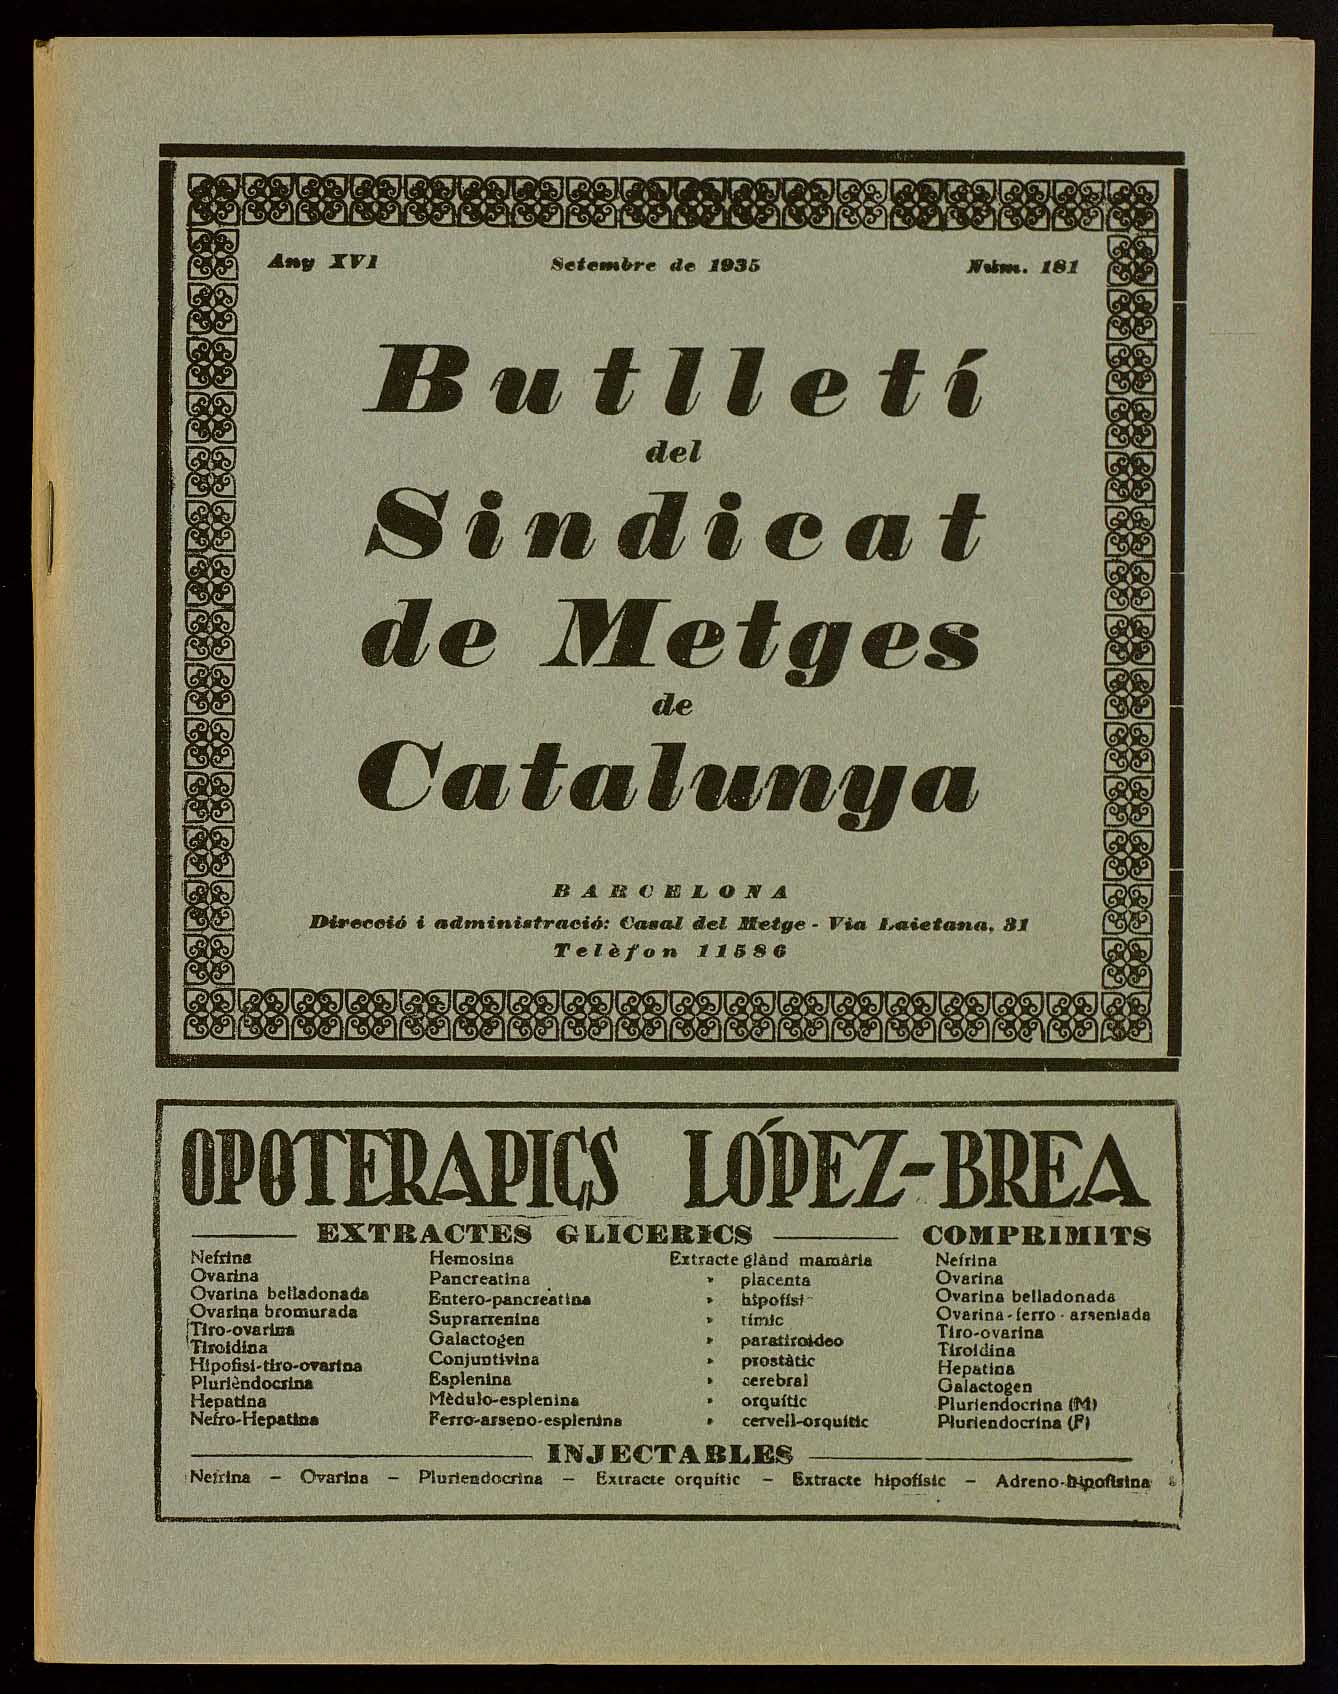 Any XVI Setembre de 1935 Núm. 181
Butlletí
del
Sindicat
de Metges
de
Catalunya
BARCELONA
Direcció i administració: Casal del Metge - Via Laietana, 31
Telèfon 11586
OPOTERAPICS LÓPEZ-BREA
EXTRACTES GLICERICS
Nefrina
Ovarina
Ovarina belladonada
Ovarina bromurada
Tiro-ovarina
Tiroidina
Hipofisi-tiro-ovarina
Plurièndocrina
Hepatina
Nefro-Hepatina
Hemosina
Pancreatina
Entero-pancreatina
Suprarrenina
Galactogen
Conjuntivina
Esplenina
Mèdulo-esplenina
Ferro-arseno-esplenina
Extracte glànd mamària
» placenta
» hipofisi
» tímic
» paratiroideo
» prostàtic
» cerebral
» orquític
» cervell-orquític
COMPRIMITS
Nefrina
Ovarina
Ovarina belladonada
Ovarina-ferro-arseniada
Tiro-ovarina
Tiroidina
Hepatina
Galactogen
Pluriendocrina (M)
Pluriendocrina (F)
INJECTABLES
Nefrina – Ovarina – Pluriendocrina – Extracte orquític – Extracte hipofísic – Adreno-hipofisina